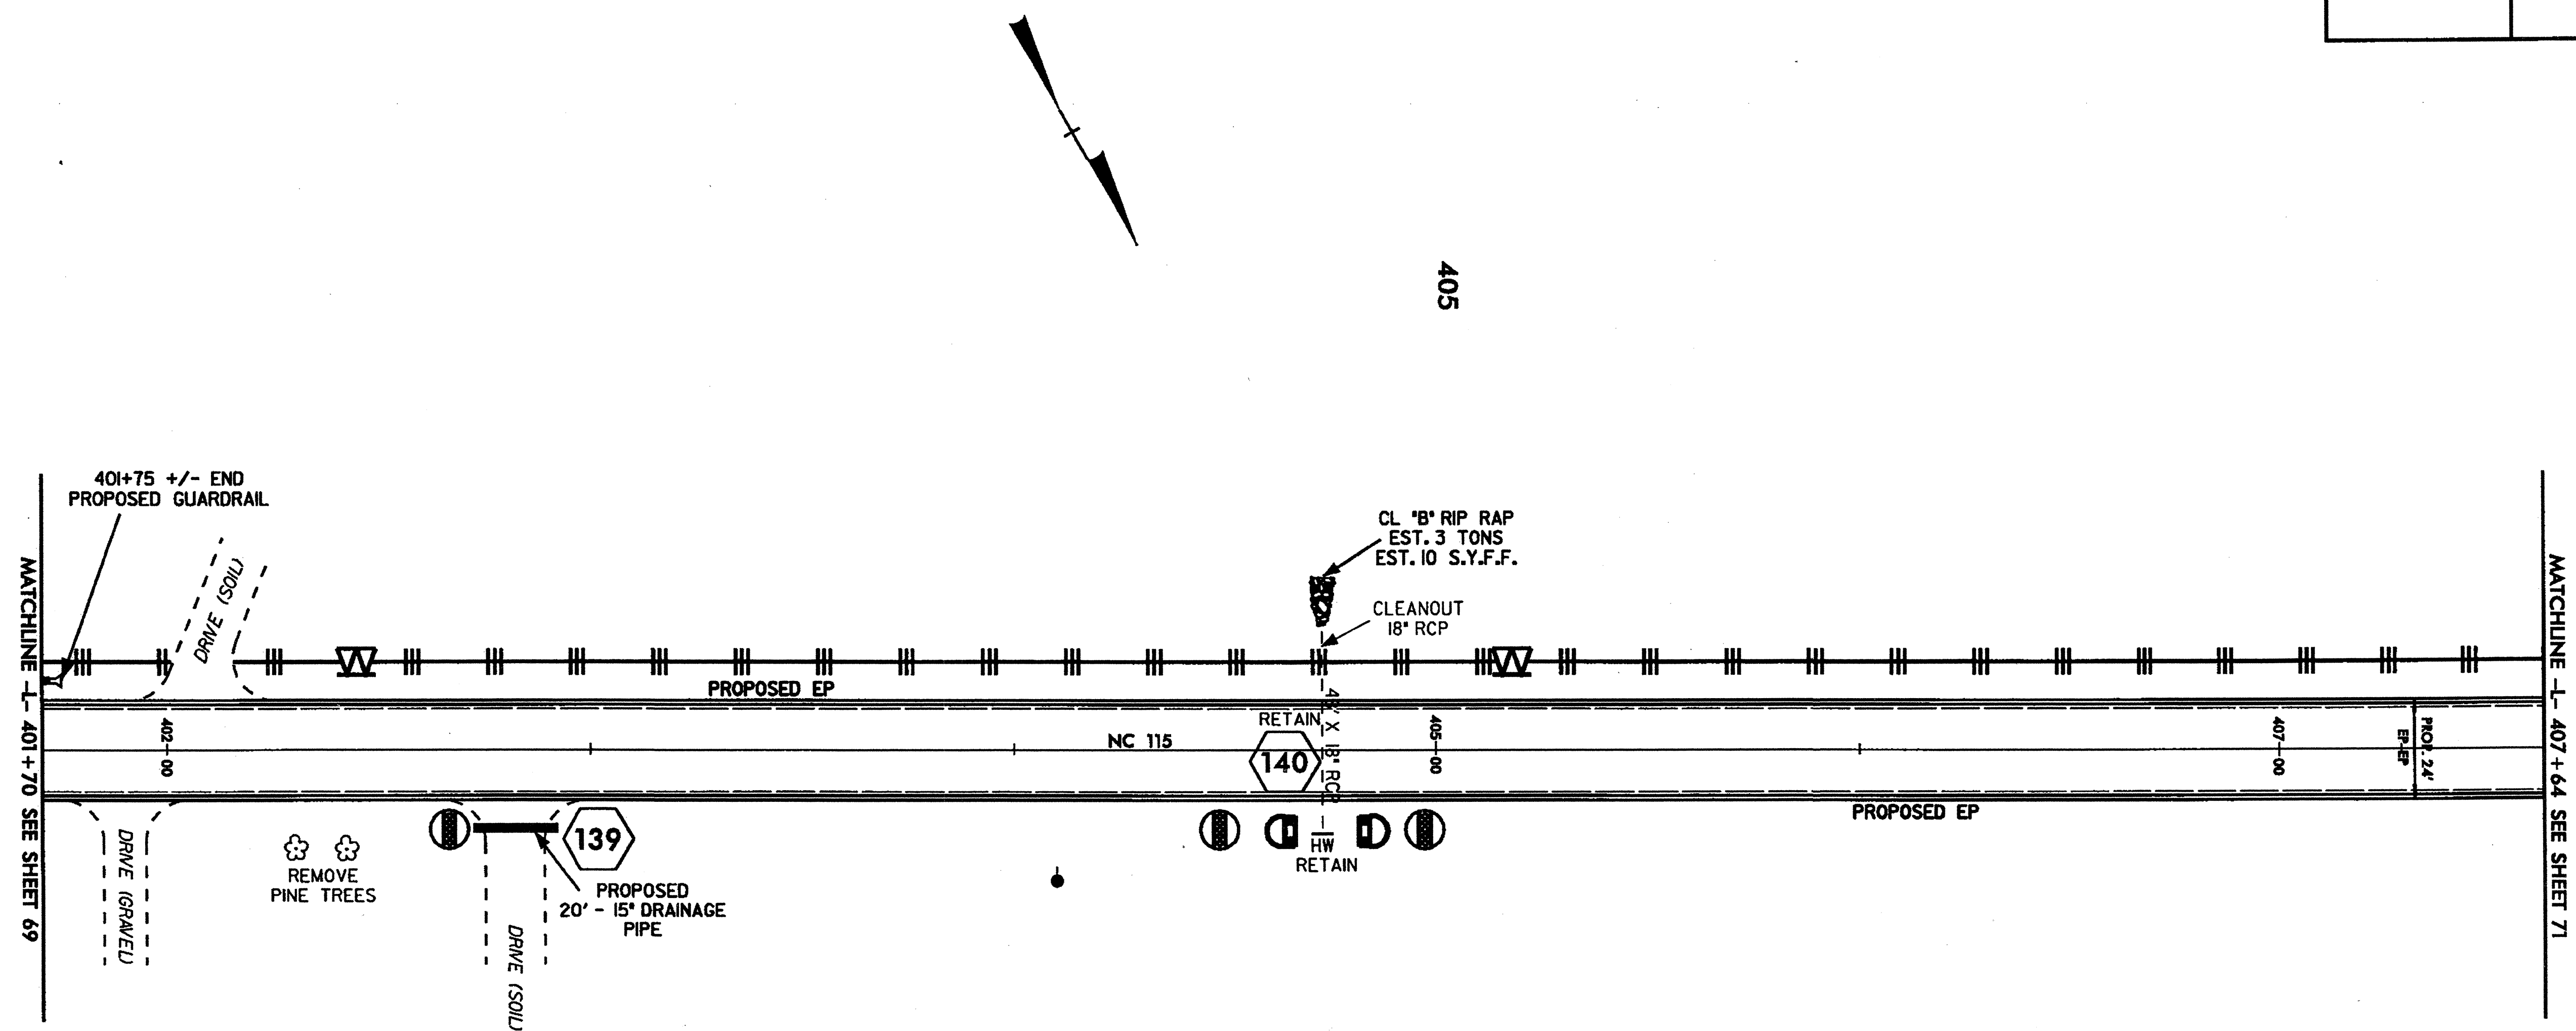 405
401+75 +/- END
PROPOSED GUARDRAIL
CL "B" RIP RAP
EST. 3 TONS
EST. 10 S.Y.F.F.
CLEANOUT
18" RCP
DRIVE (SOIL)
MATCHLINE -L- 401+70 SEE SHEET 69
MATCHLINE -L- 407+64 SEE SHEET 71
PROPOSED EP
402 00
RETAIN
NC 115
140
X 18" RCP
405 00
407 00
PROP. 24'
EP-EP
PROPOSED EP
139
HW
RETAIN
REMOVE
PINE TREES
PROPOSED
20' - 15" DRAINAGE
PIPE
DRIVE (GRAVEL)
DRIVE (SOIL)